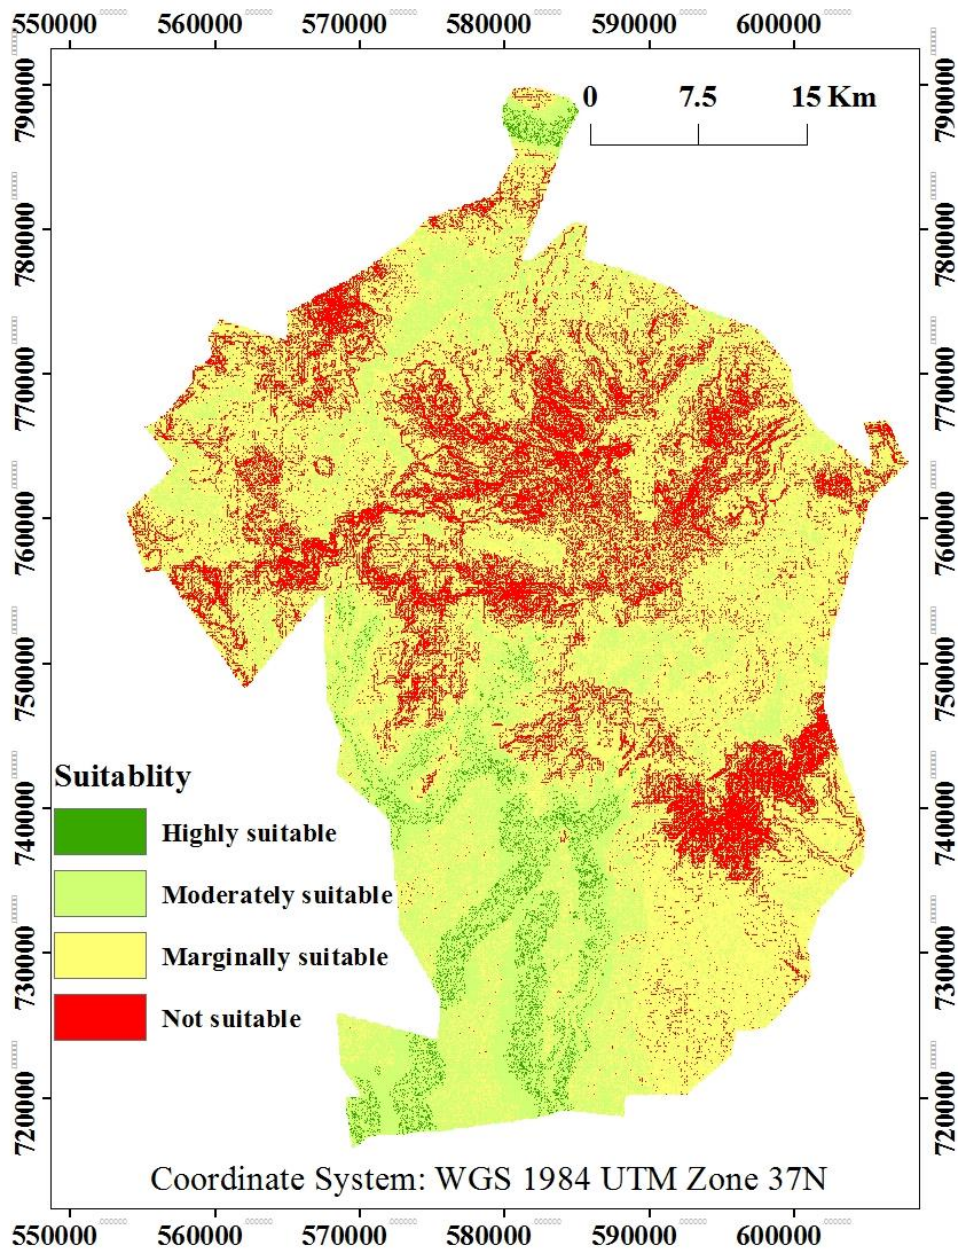 550000 560000 570000 580000 590000 600000
0 7.5 15 Km
790000 790000
780000 780000
770000 770000
760000 760000
750000 750000
740000 740000
730000 730000
720000 720000
Suitablity
Highly suitable
Moderately suitable
Marginally suitable
Not suitable
Coordinate System: WGS 1984 UTM Zone 37N
550000 560000 570000 580000 590000 600000